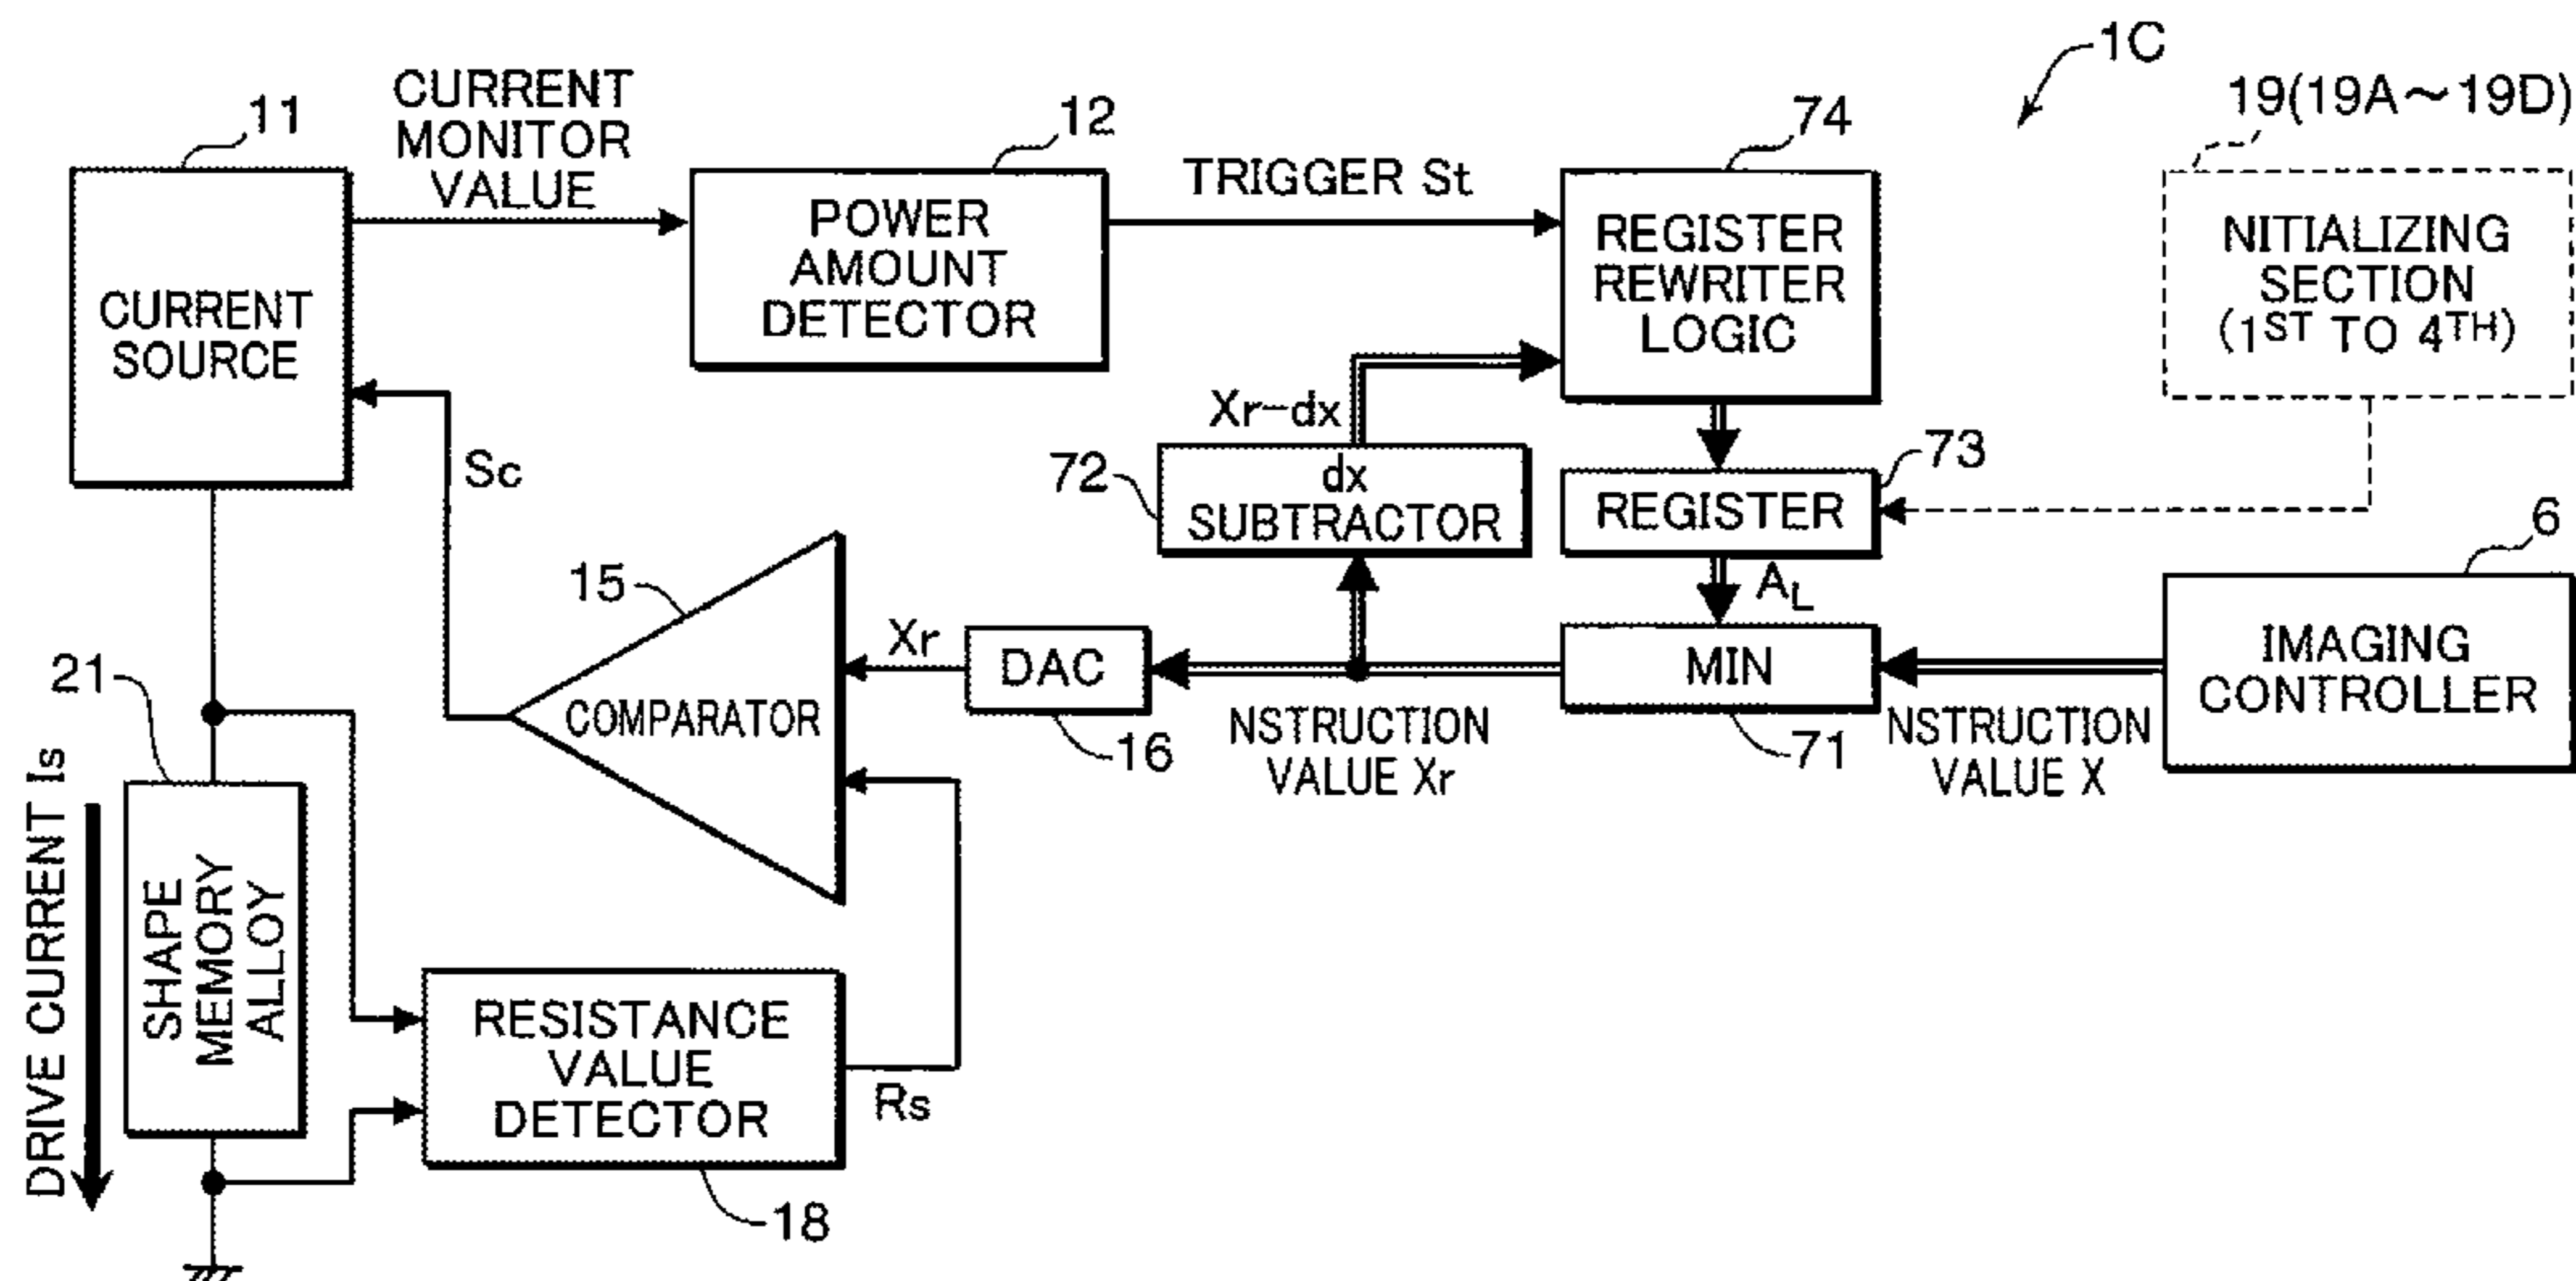 1C
19(19A～19D)
NITIALIZING
SECTION
(1ST TO 4TH)
11
CURRENT
MONITOR
VALUE
12
TRIGGER St
74
CURRENT
SOURCE
POWER
AMOUNT
DETECTOR
REGISTER
REWRITER
LOGIC
Sc
Xr-dx
72
dx
SUBTRACTOR
73
REGISTER
AL
6
IMAGING
CONTROLLER
15
COMPARATOR
Xr
DAC
16
NSTRUCTION
VALUE Xr
MIN
71
NSTRUCTION
VALUE X
21
DRIVE CURRENT Is
SHAPE
MEMORY
ALLOY
RESISTANCE
VALUE
DETECTOR
Rs
18